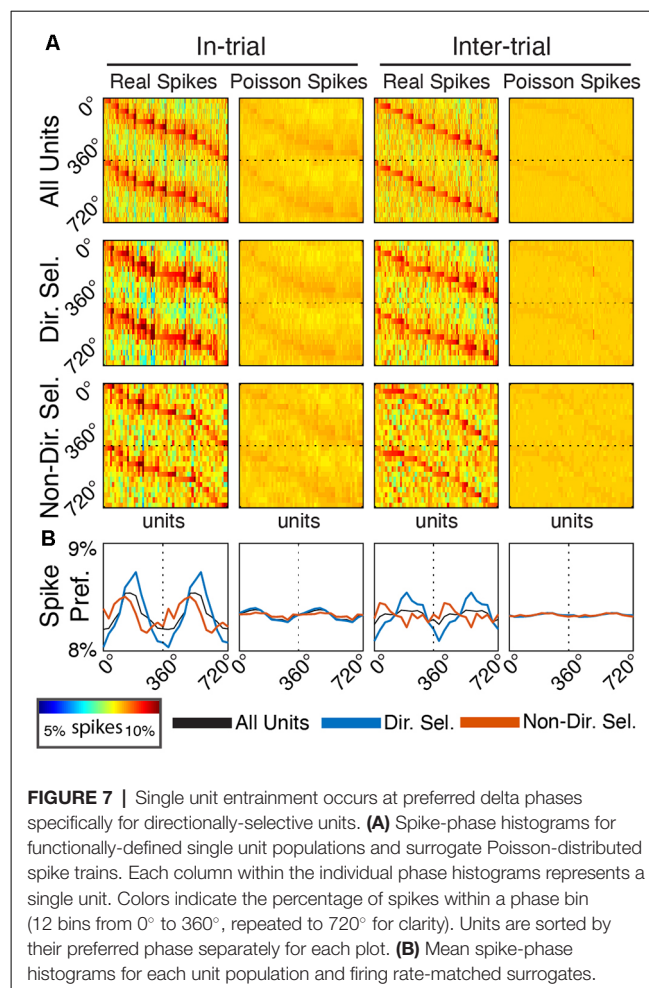 A
In-trial
Inter-trial
Real Spikes
Poisson Spikes
Real Spikes
Poisson Spikes
All Units
0°
360°
720°
Dir. Sel.
0°
360°
720°
Non-Dir. Sel.
0°
360°
720°
units
units
units
units
B
Spike
Pref.
9%
8%
0°
360°
720°
0°
360°
720°
0°
360°
720°
0°
360°
720°
5% spikes 10%
All Units
Dir. Sel.
Non-Dir. Sel.
FIGURE 7 | Single unit entrainment occurs at preferred delta phases
specifically for directionally-selective units. (A) Spike-phase histograms for
functionally-defined single unit populations and surrogate Poisson-distributed
spike trains. Each column within the individual phase histograms represents a
single unit. Colors indicate the percentage of spikes within a phase bin
(12 bins from 0° to 360°, repeated to 720° for clarity). Units are sorted by
their preferred phase separately for each plot. (B) Mean spike-phase
histograms for each unit population and firing rate-matched surrogates.